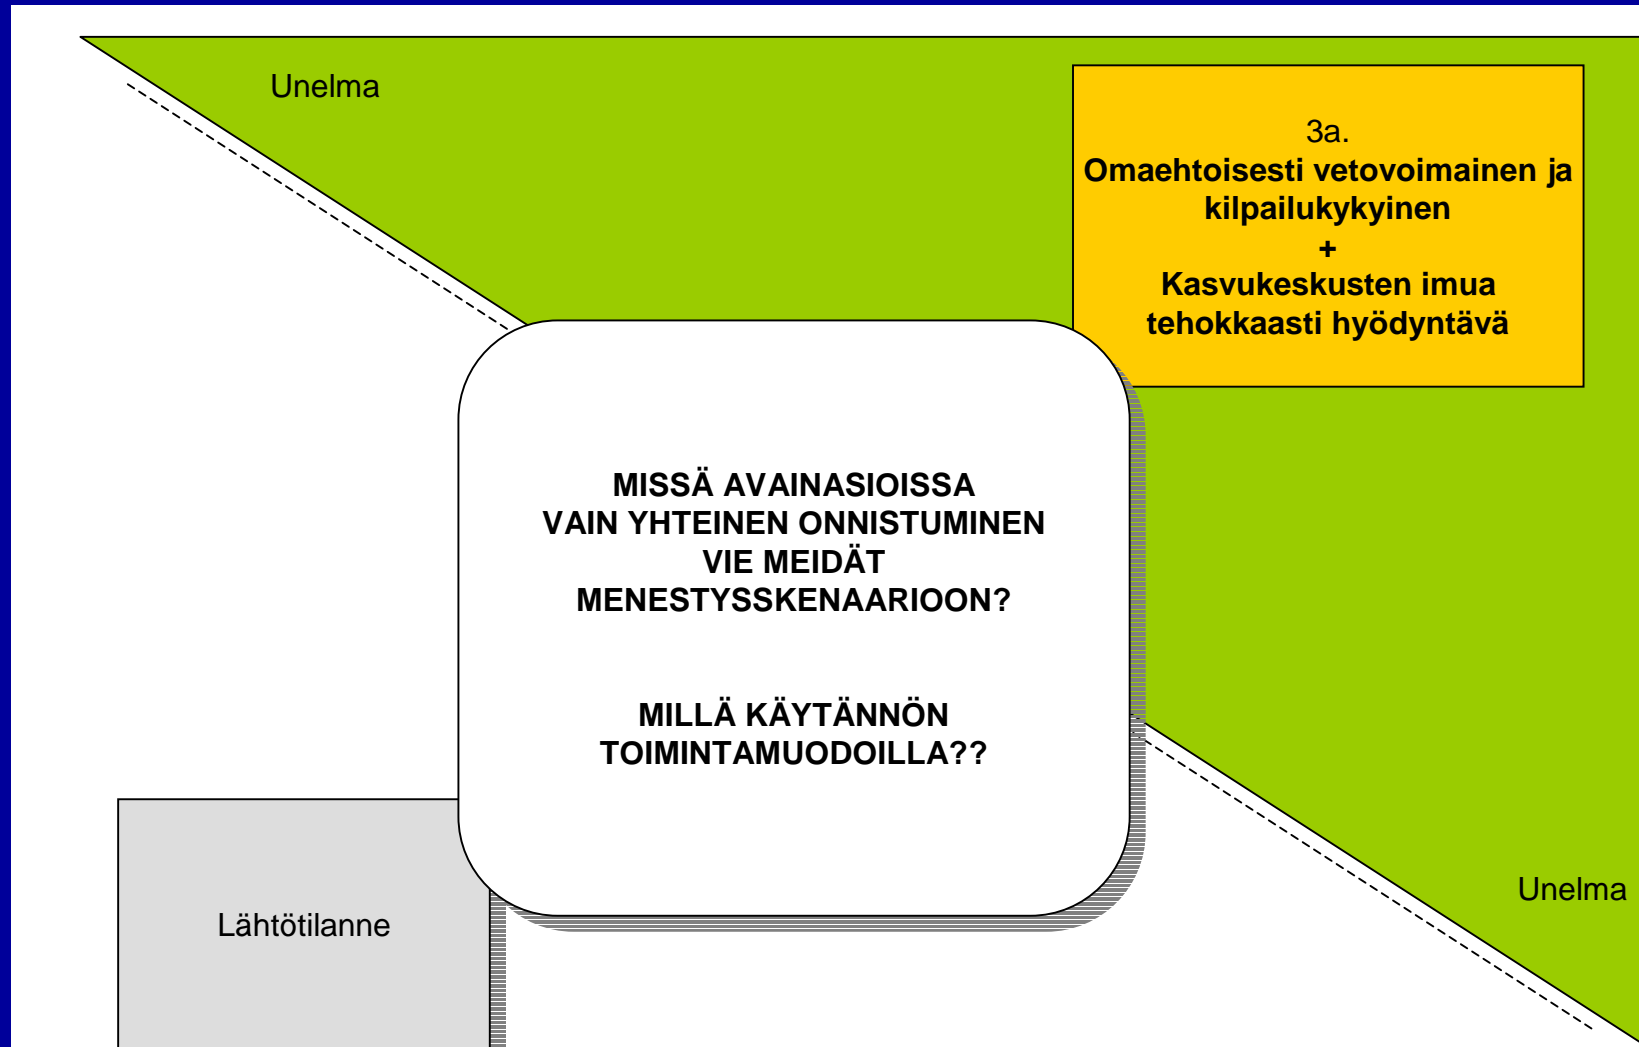 Unelma
3a.
Omaehtoisesti vetovoimainen ja
kilpailukykyinen
+
Kasvukeskusten imua
tehokkaasti hyödyntävä
MISSÄ AVAINASIOISSA
VAIN YHTEINEN ONNISTUMINEN
VIE MEIDÄT
MENESTYSSKENAARIOON?
MILLÄ KÄYTÄNNÖN
TOIMINTAMUODOILLA??
Unelma
Lähtötilanne